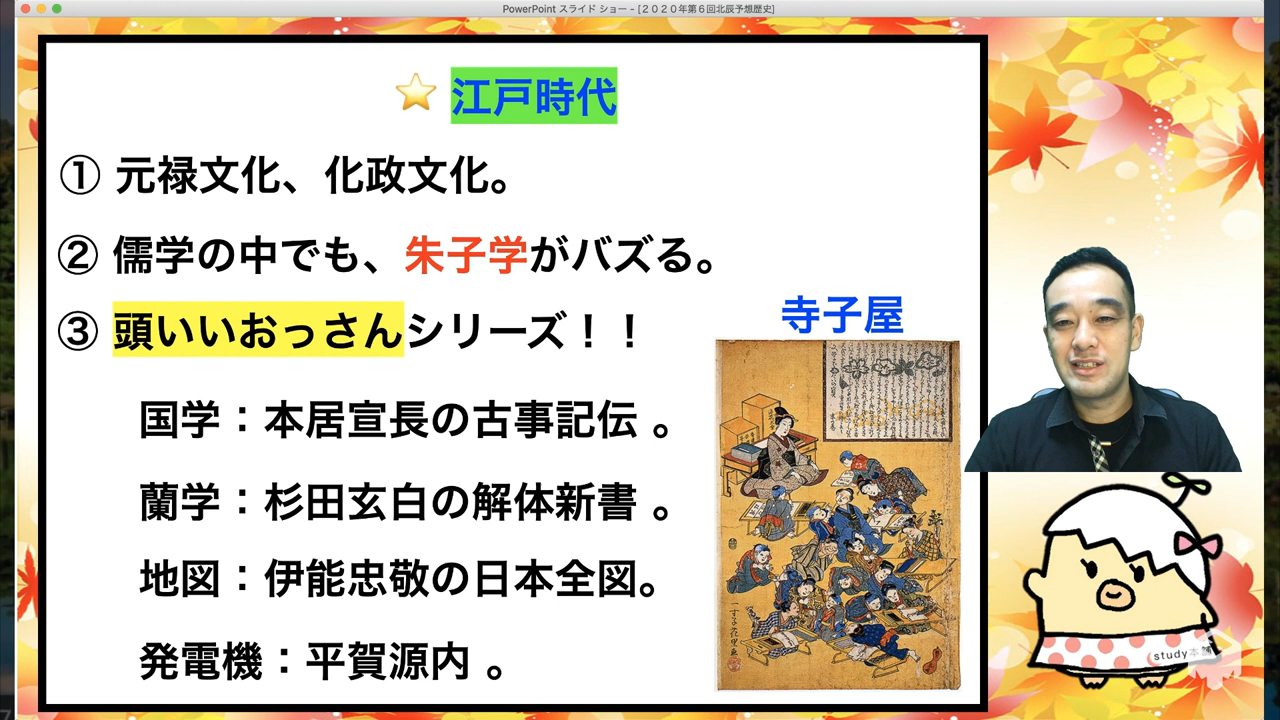 PowerPoint スライド ショー - [２０２０年第６回北辰予想歴史]
江戸時代
① 元禄文化、化政文化。
② 儒学の中でも、朱子学がバズる。
③ 頭いいおっさんシリーズ！！
寺子屋
国学：本居宣長の古事記伝 。
蘭学：杉田玄白の解体新書 。
地図：伊能忠敬の日本全図。
発電機：平賀源内 。
study本舗